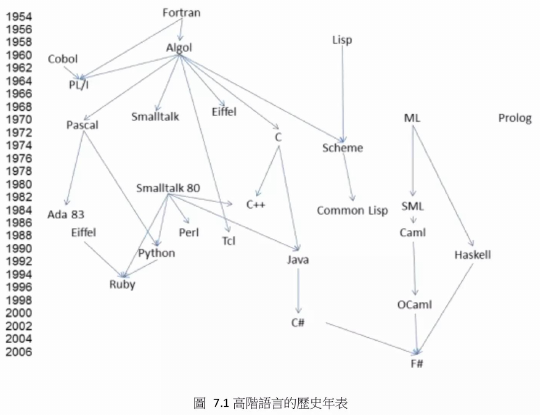 1954
1956
1958
1960
1962
1964
1966
1968
1970
1972
1974
1976
1978
1980
1982
1984
1986
1988
1990
1992
1994
1996
1998
2000
2002
2004
2006
Fortran
Lisp
Algol
Cobol
PL/I
Smalltalk
Eiffel
Pascal
ML
Prolog
C
Scheme
Smalltalk 80
C++
Common Lisp
SML
Ada 83
Eiffel
Perl
Tcl
Caml
Python
Java
Haskell
Ruby
OCaml
C#
F#
圖 7.1 高階語言的歷史年表